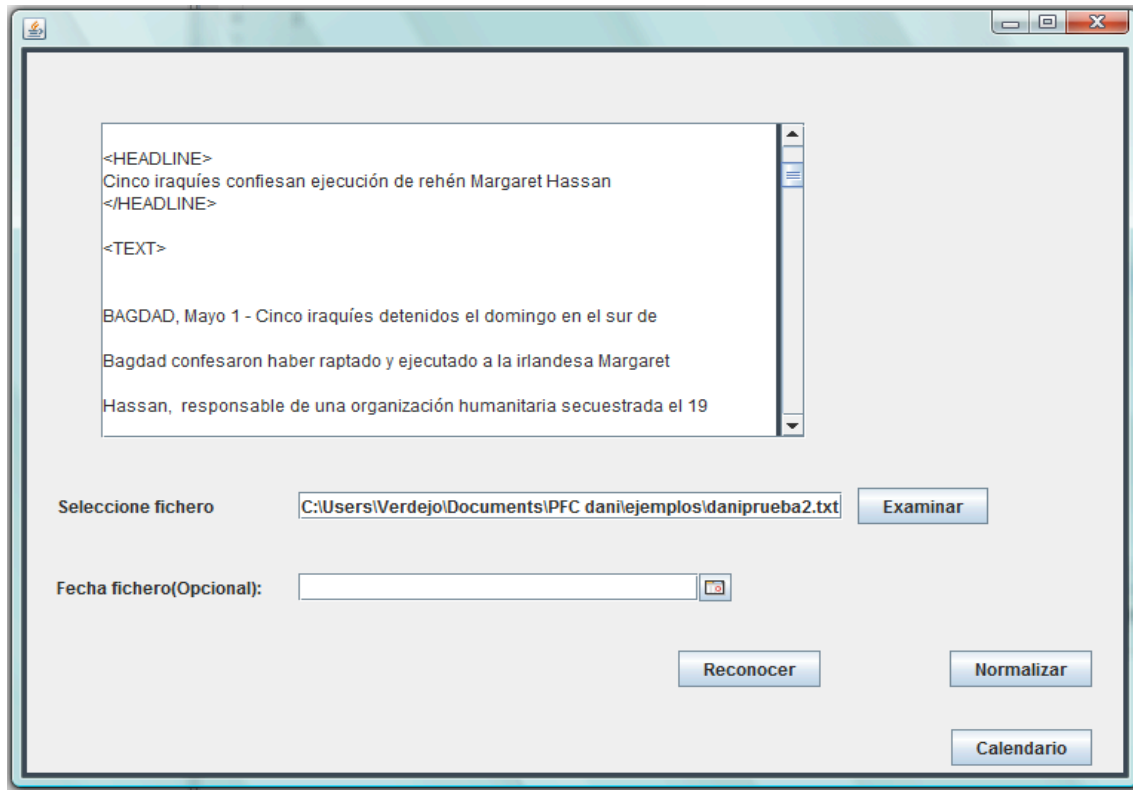 <HEADLINE>
Cinco iraquíes confiesan ejecución de rehén Margaret Hassan
</HEADLINE>
<TEXT>
BAGDAD, Mayo 1 - Cinco iraquíes detenidos el domingo en el sur de
Bagdad confesaron haber raptado y ejecutado a la irlandesa Margaret
Hassan,  responsable de una organización humanitaria secuestrada el 19
Seleccione fichero
C:\Users\Verdejo\Documents\PFC dani\ejemplos\daniprueba2.txt
Examinar
Fecha fichero(Opcional):
Reconocer
Normalizar
Calendario